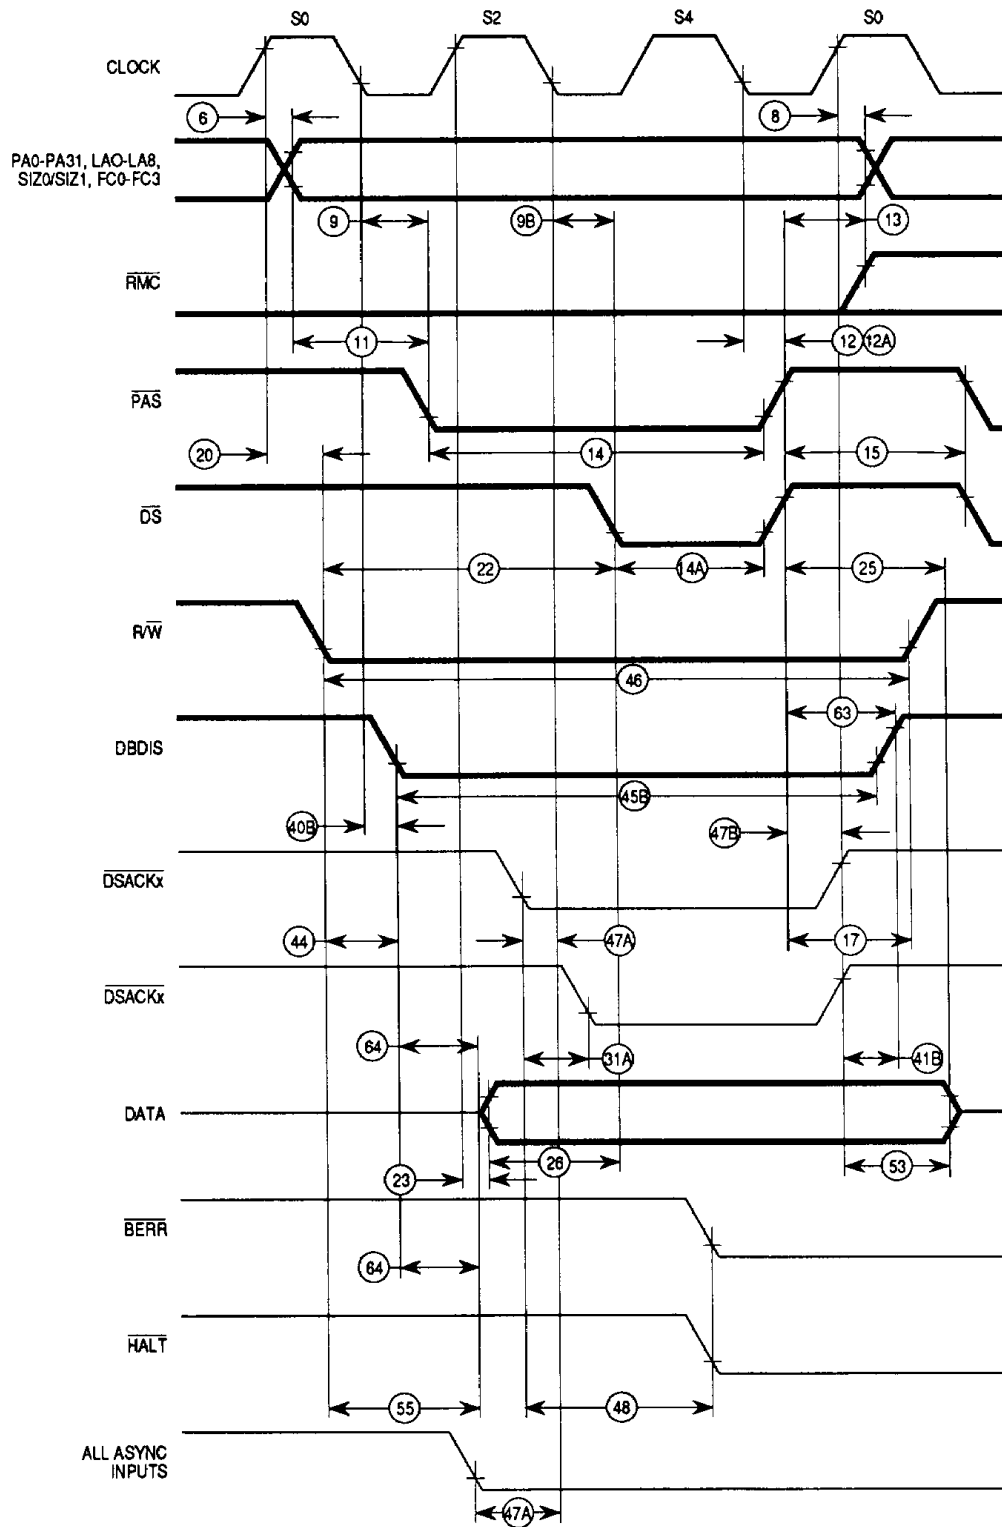 S0 S2 S4 S0
CLOCK
6 8
PA0-PA31, LAO-LA8,
SIZ0/SIZ1, FC0-FC3
9 9B 13
RMC
11 12 12A
PAS
20 14 15
DS
22 14A 25
R/W
46
63
DBDIS
45B
40B 47B
DSACKx
44 47A 17
DSACKx
64 31A 41B
DATA
26 53
23
BERR
64
HALT
55 48
ALL ASYNC
INPUTS
47A